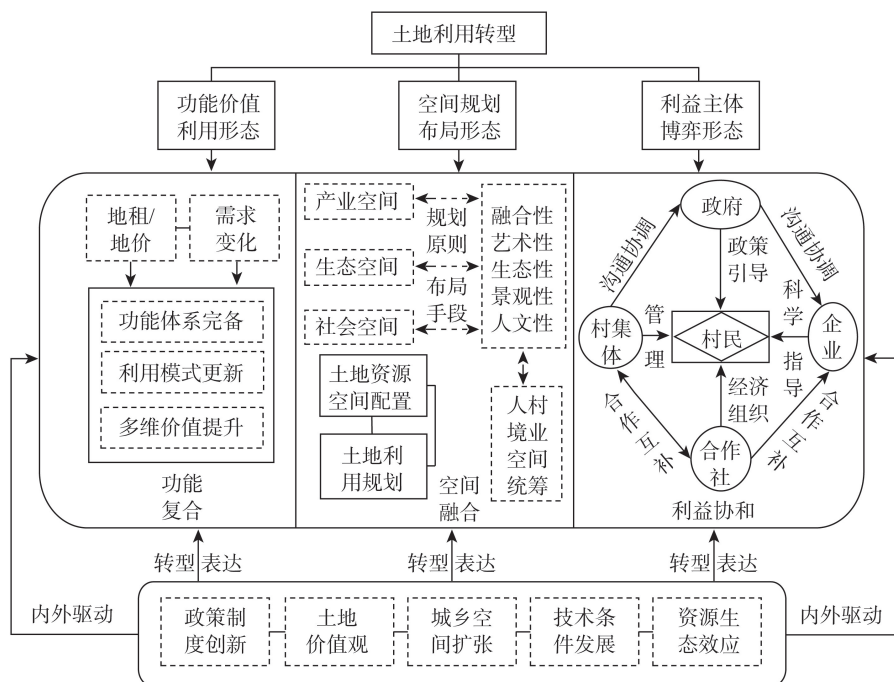 土地利用转型
功能价值
利用形态
空间规划
布局形态
利益主体
博弈形态
地租/
地价
需求
变化
功能体系完备
利用模式更新
多维价值提升
功能
复合
产业空间
生态空间
社会空间
规划
原则
布局
手段
融合性
艺术性
生态性
景观性
人文性
土地资源
空间配置
土地利
用规划
人村
境业
空间
统筹
空间
融合
政府
沟通协调
沟通协调
政策
引导
村集体
管
理
村民
科
学
指
导
企
业
经济
组织
合作互补
合作互补
合作
社
利益协和
转型表达
转型表达
转型表达
内外驱动
内外驱动
政策制
度创新
土地
价值观
城乡空
间扩张
技术条
件发展
资源生
态效应